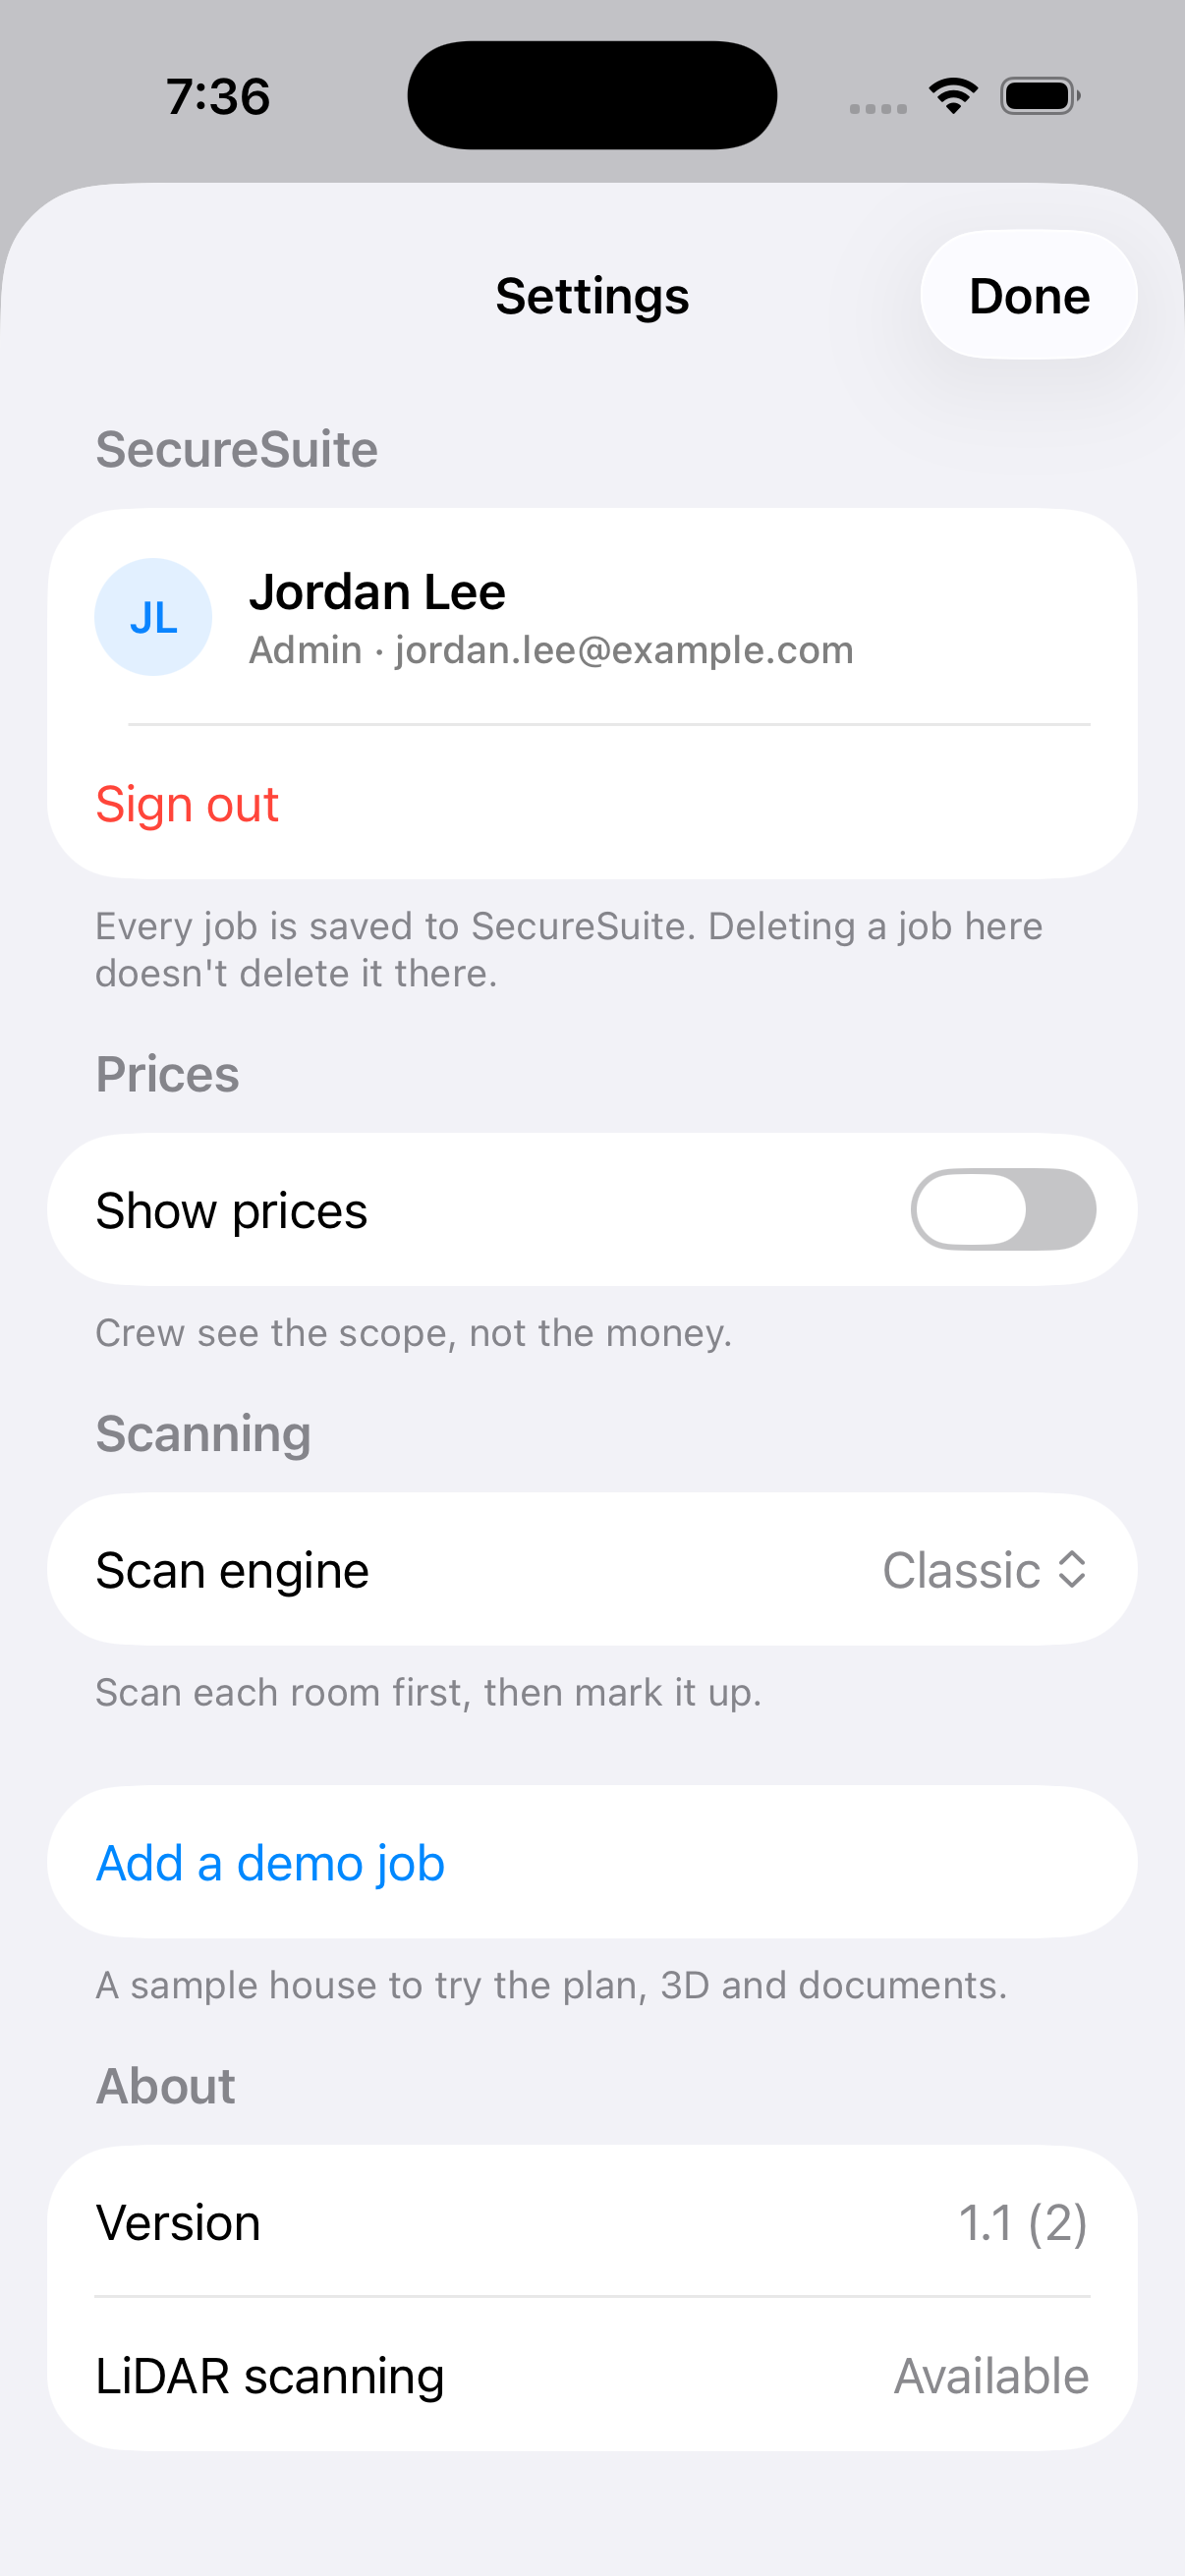 7:36
Settings
Done
SecureSuite
JL
Jordan Lee
Admin · jordan.lee@example.com
Sign out
Every job is saved to SecureSuite. Deleting a job here
doesn't delete it there.
Prices
Show prices
Crew see the scope, not the money.
Scanning
Scan engine
Classic
Scan each room first, then mark it up.
Add a demo job
A sample house to try the plan, 3D and documents.
About
Version
1.1 (2)
LiDAR scanning
Available